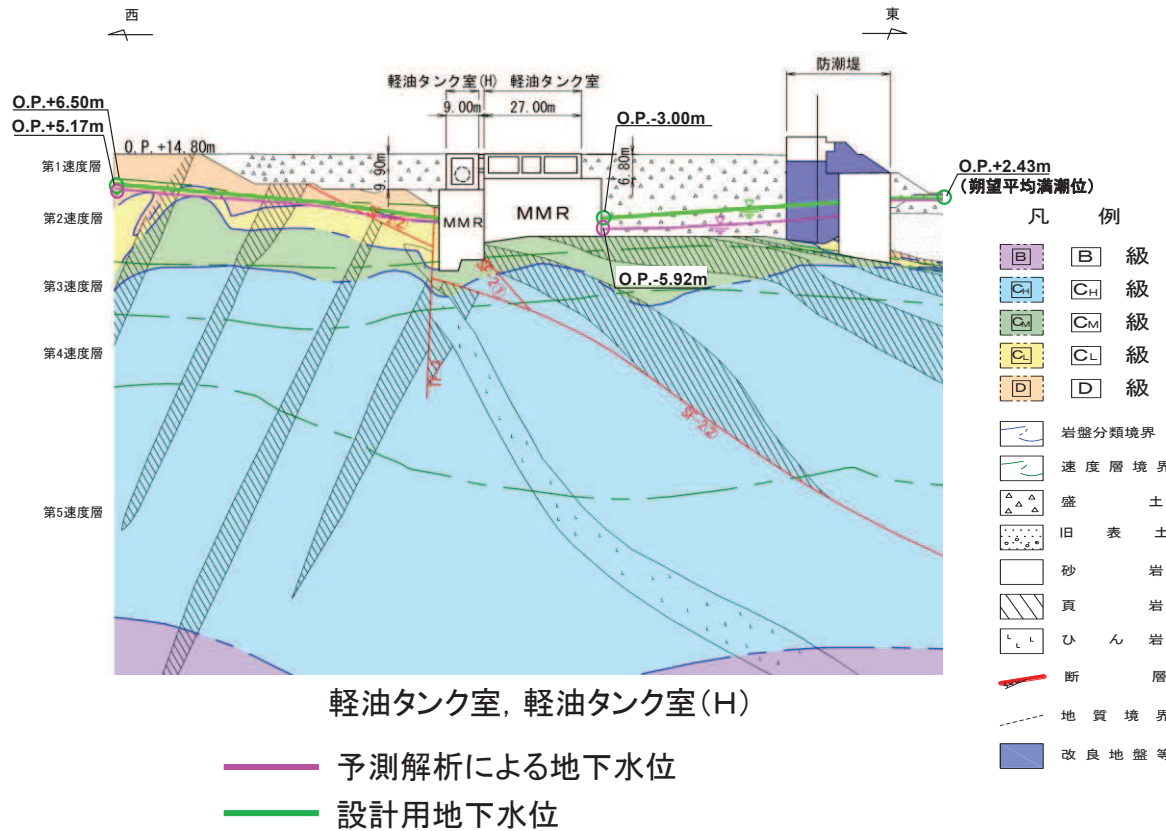 西
東
防潮堤
軽油タンク室(H) 軽油タンク室
9.00m 27.00m
O.P.+6.50m
O.P.+5.17m
O.P.+14.80m
O.P.-3.00m
9.90m
6.80m
O.P.+2.43m
(朔望平均満潮位)
第1速度層
第2速度層
第3速度層
第4速度層
第5速度層
MMR
MMR
O.P.-5.92m
TF-3
SF-2②
凡 例
B B 級
CH CH 級
CM CM 級
CL CL 級
D D 級
岩盤分類境界
速度層境界
盛土
旧表土
砂岩
頁岩
ひん岩
断層
地質境界
改良地盤等
軽油タンク室, 軽油タンク室(H)
予測解析による地下水位
設計用地下水位